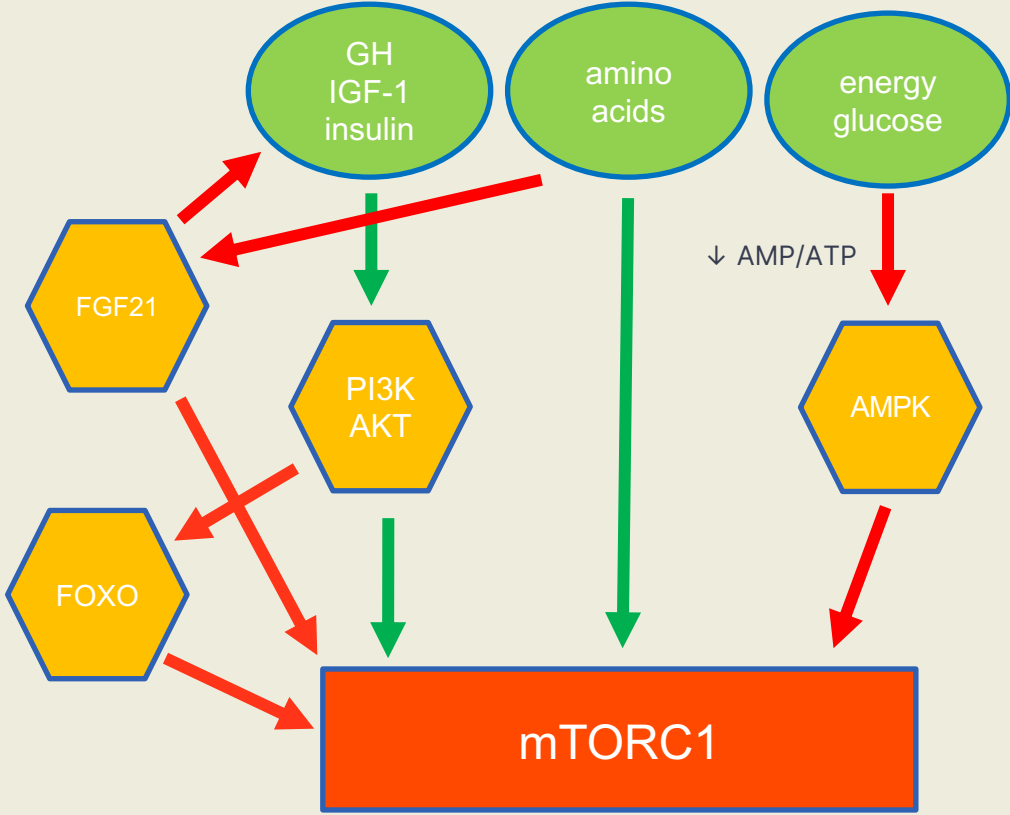 GH
IGF-1
insulin
amino
acids
energy
glucose
↓ AMP/ATP
FGF21
PI3K
AKT
AMPK
FOXO
mTORC1